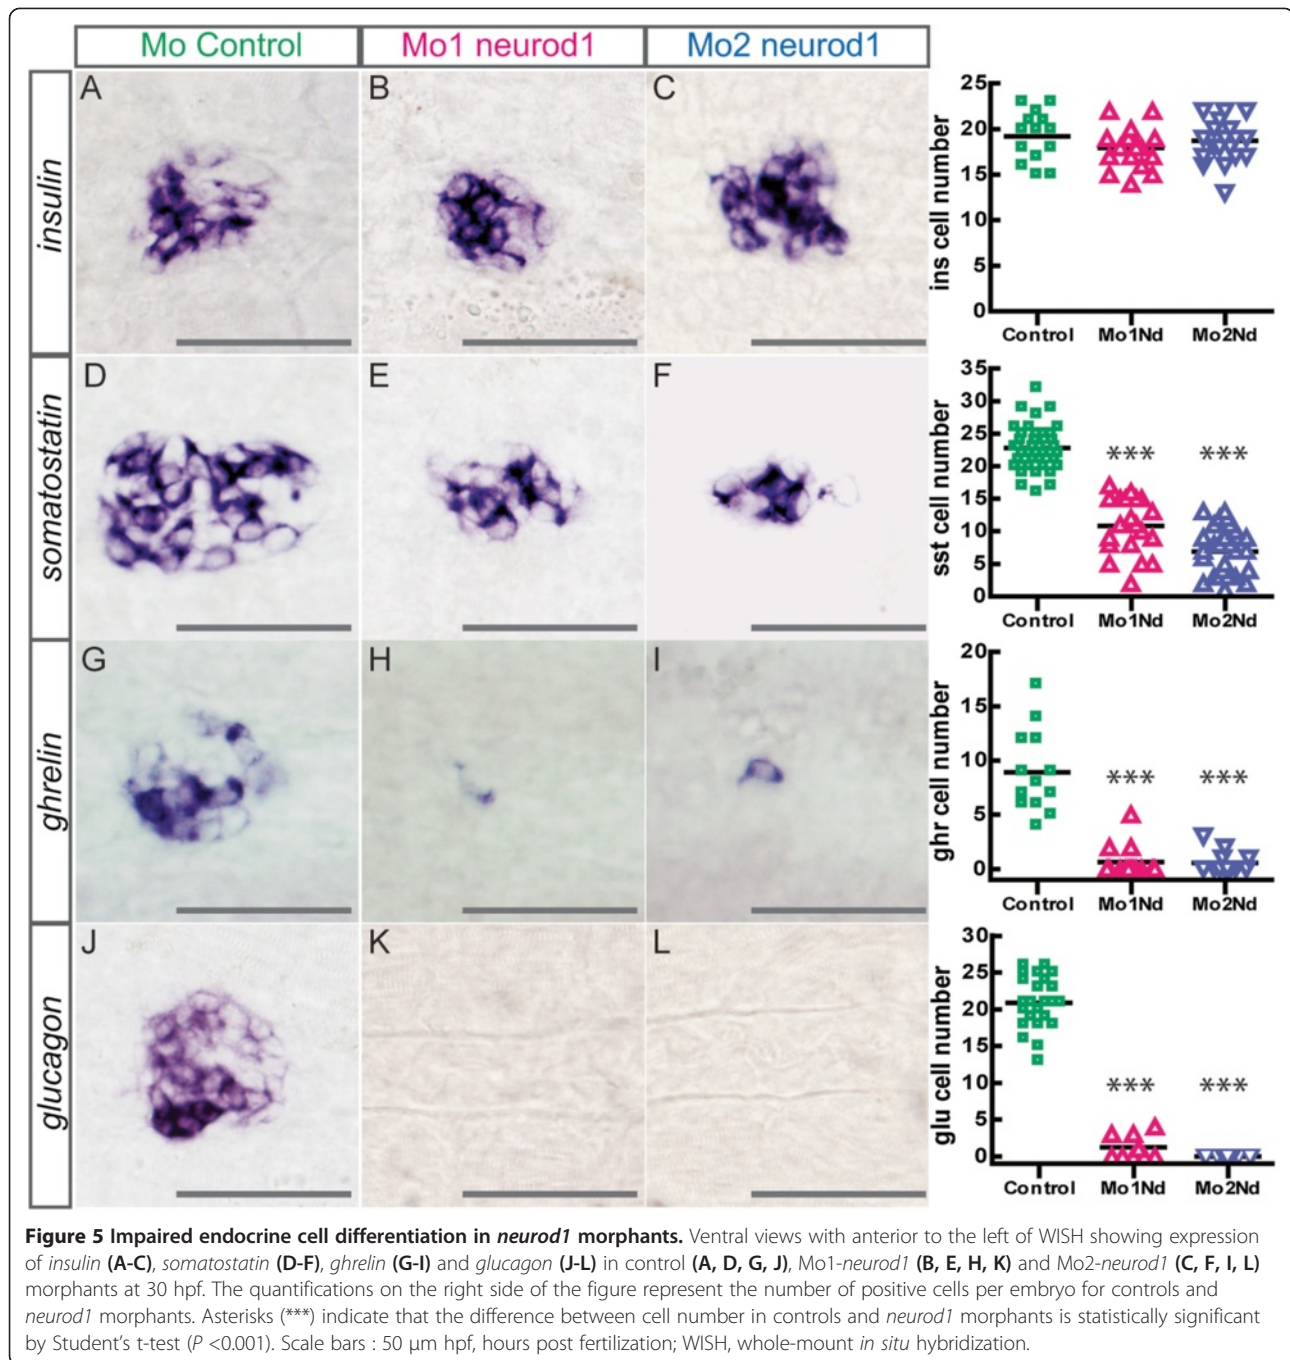 Mo Control
Mo1 neurod1
Mo2 neurod1
insulin
A
B
C
ins cell number
25
20
15
10
5
0
Control
Mo1Nd
Mo2Nd
somatostatin
D
E
F
sst cell number
35
30
25
20
15
10
5
0
***
***
Control
Mo1Nd
Mo2Nd
ghrelin
G
H
I
ghr cell number
20
15
10
5
0
***
***
Control
Mo1Nd
Mo2Nd
glucagon
J
K
L
glu cell number
30
25
20
15
10
5
0
***
***
Control
Mo1Nd
Mo2Nd
Figure 5 Impaired endocrine cell differentiation in neurod1 morphants. Ventral views with anterior to the left of WISH showing expression
of insulin (A-C), somatostatin (D-F), ghrelin (G-I) and glucagon (J-L) in control (A, D, G, J), Mo1-neurod1 (B, E, H, K) and Mo2-neurod1 (C, F, I, L)
morphants at 30 hpf. The quantifications on the right side of the figure represent the number of positive cells per embryo for controls and
neurod1 morphants. Asterisks (***) indicate that the difference between cell number in controls and neurod1 morphants is statistically significant
by Student's t-test (P <0.001). Scale bars : 50 μm hpf, hours post fertilization; WISH, whole-mount in situ hybridization.